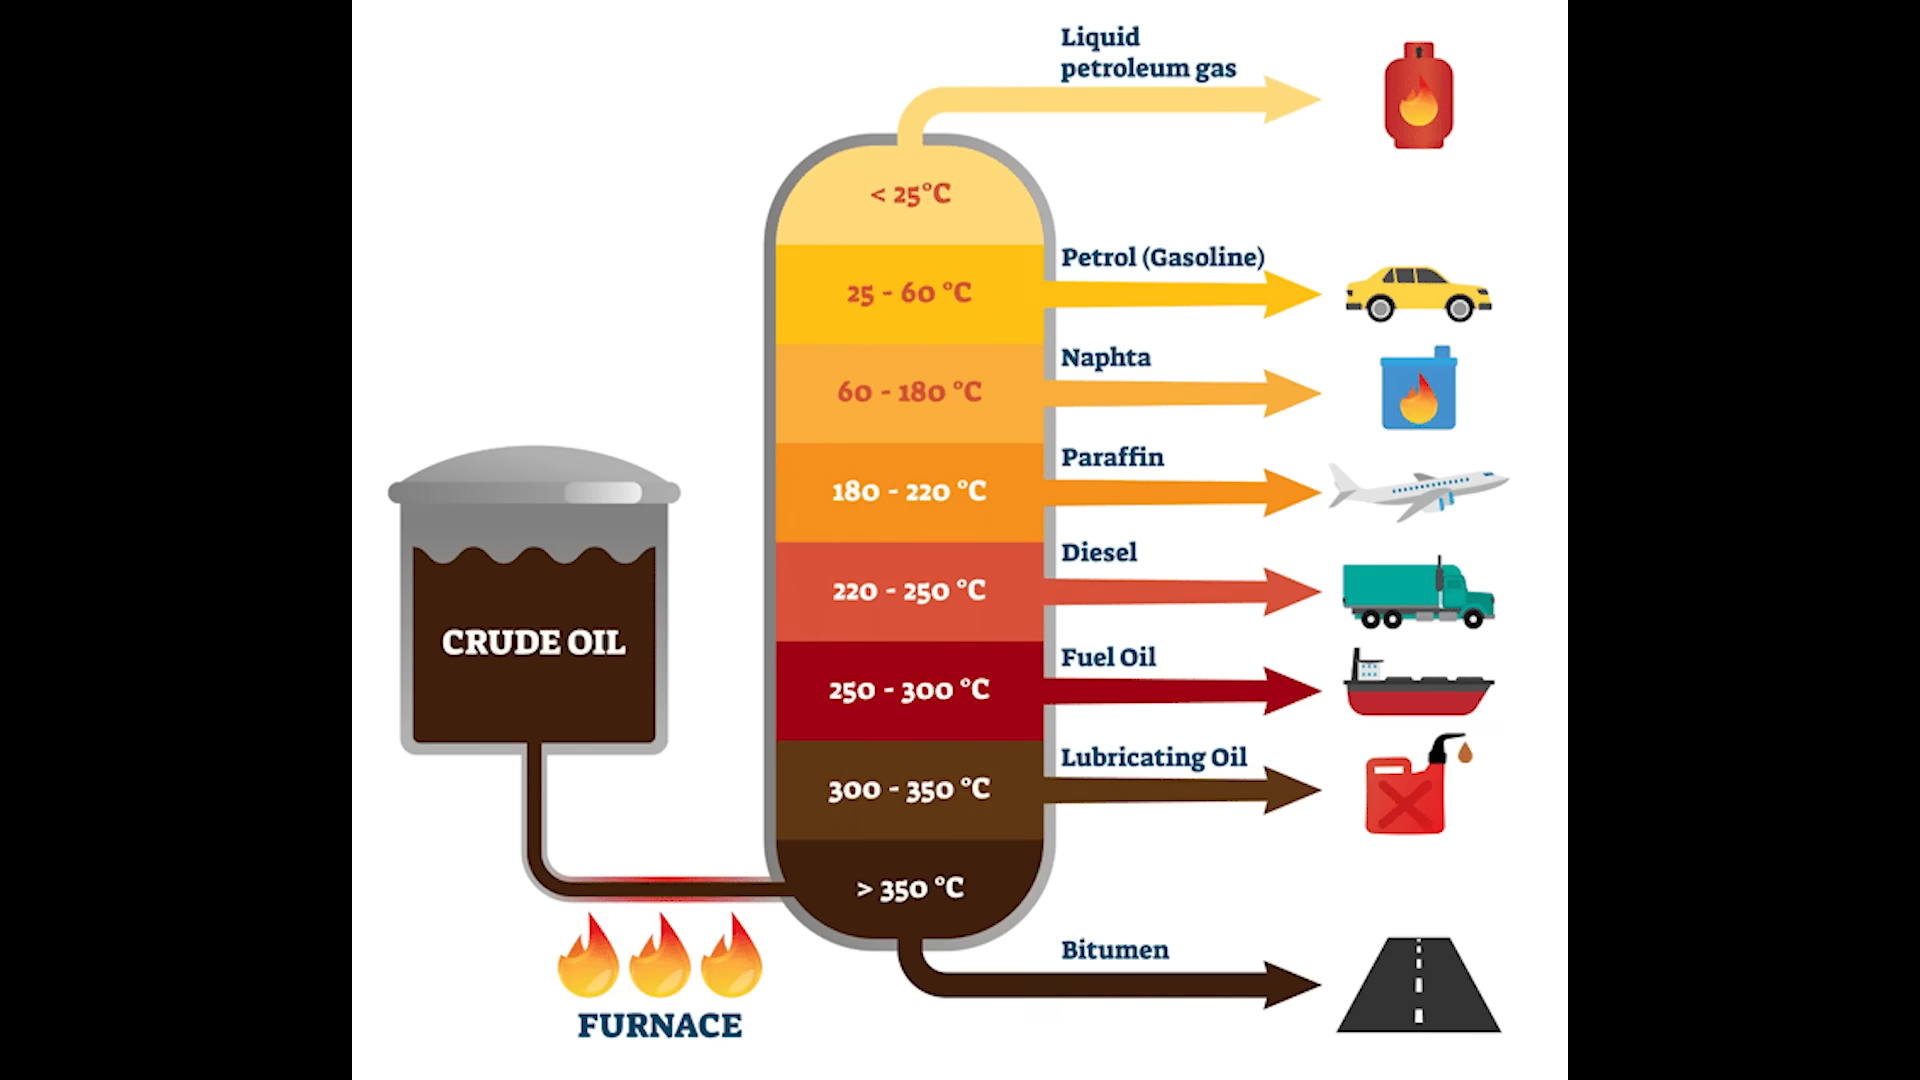 Liquid
petroleum gas
< 25°C
Petrol (Gasoline)
25 - 60 °C
Naphta
60 - 180 °C
Paraffin
180 - 220 °C
Diesel
220 - 250 °C
CRUDE OIL
Fuel Oil
250 - 300 °C
Lubricating Oil
300 - 350 °C
> 350 °C
Bitumen
FURNACE